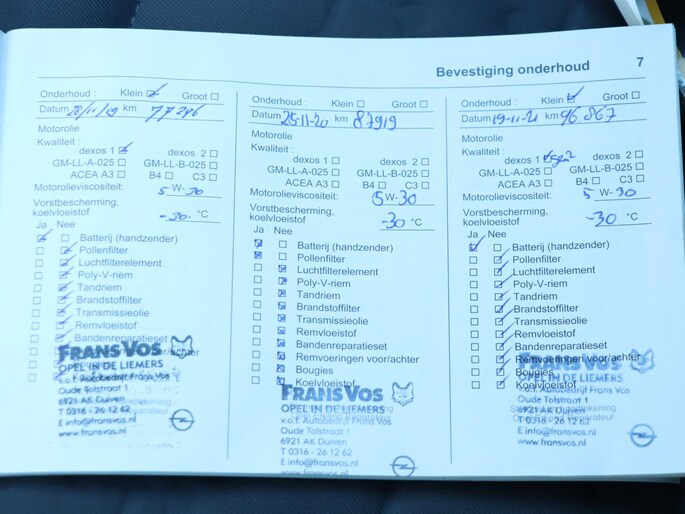 Bevestiging onderhoud 7
Onderhoud : Klein Groot
Datum 28/11/19 km 77286
Motorolie
Kwaliteit :
dexos 1 dexos 2
GM-LL-A-025 GM-LL-B-025
ACEA A3 B4 C3
Motorolieviscositeit: 5 W-30
Vorstbescherming,
koelvloeistof -30 °C
Ja Nee
Batterij (handzender)
Pollenfilter
Luchtfilterelement
Poly-V-riem
Tandriem
Brandstoffilter
Transmissieolie
Remvloeistof
Bandenreparatieset
FRANS VOS
OPEL IN DE LIEMERS
v.o.f. Autobedrijf Frans Vos
Oude Tolstraat 1
6921 AK Duiven
T 0316 - 26 12 62
E info@fransvos.nl
www.fransvos.nl
Onderhoud : Klein Groot
Datum 25-11-20 km 87919
Motorolie
Kwaliteit :
dexos 1 dexos 2
GM-LL-A-025 GM-LL-B-025
ACEA A3 B4 C3
Motorolieviscositeit: 5 W-30
Vorstbescherming,
koelvloeistof -30 °C
Ja Nee
Batterij (handzender)
Pollenfilter
Luchtfilterelement
Poly-V-riem
Tandriem
Brandstoffilter
Transmissieolie
Remvloeistof
Bandenreparatieset
Remvoeringen voor/achter
Bougies
Koelvloeistof
FRANS VOS
OPEL IN DE LIEMERS
v.o.f. Autobedrijf Frans Vos
Oude Tolstraat 1
6921 AK Duiven
T 0316 - 26 12 62
E info@fransvos.nl
www.fransvos.nl
Onderhoud : Klein Groot
Datum 19-11-21 km 96867
Motorolie
Kwaliteit :
dexos 1 gen2 dexos 2
GM-LL-A-025 GM-LL-B-025
ACEA A3 B4 C3
Motorolieviscositeit: 5 W-30
Vorstbescherming,
koelvloeistof -30 °C
Ja Nee
Batterij (handzender)
Pollenfilter
Luchtfilterelement
Poly-V-riem
Tandriem
Brandstoffilter
Transmissieolie
Remvloeistof
Bandenreparatieset
Remvoeringen voor/achter
Bougies
Koelvloeistof
FRANS VOS
OPEL IN DE LIEMERS
v.o.f. Autobedrijf Frans Vos
Oude Tolstraat 1
6921 AK Duiven
T 0316 - 26 12 62
E info@fransvos.nl
www.fransvos.nl